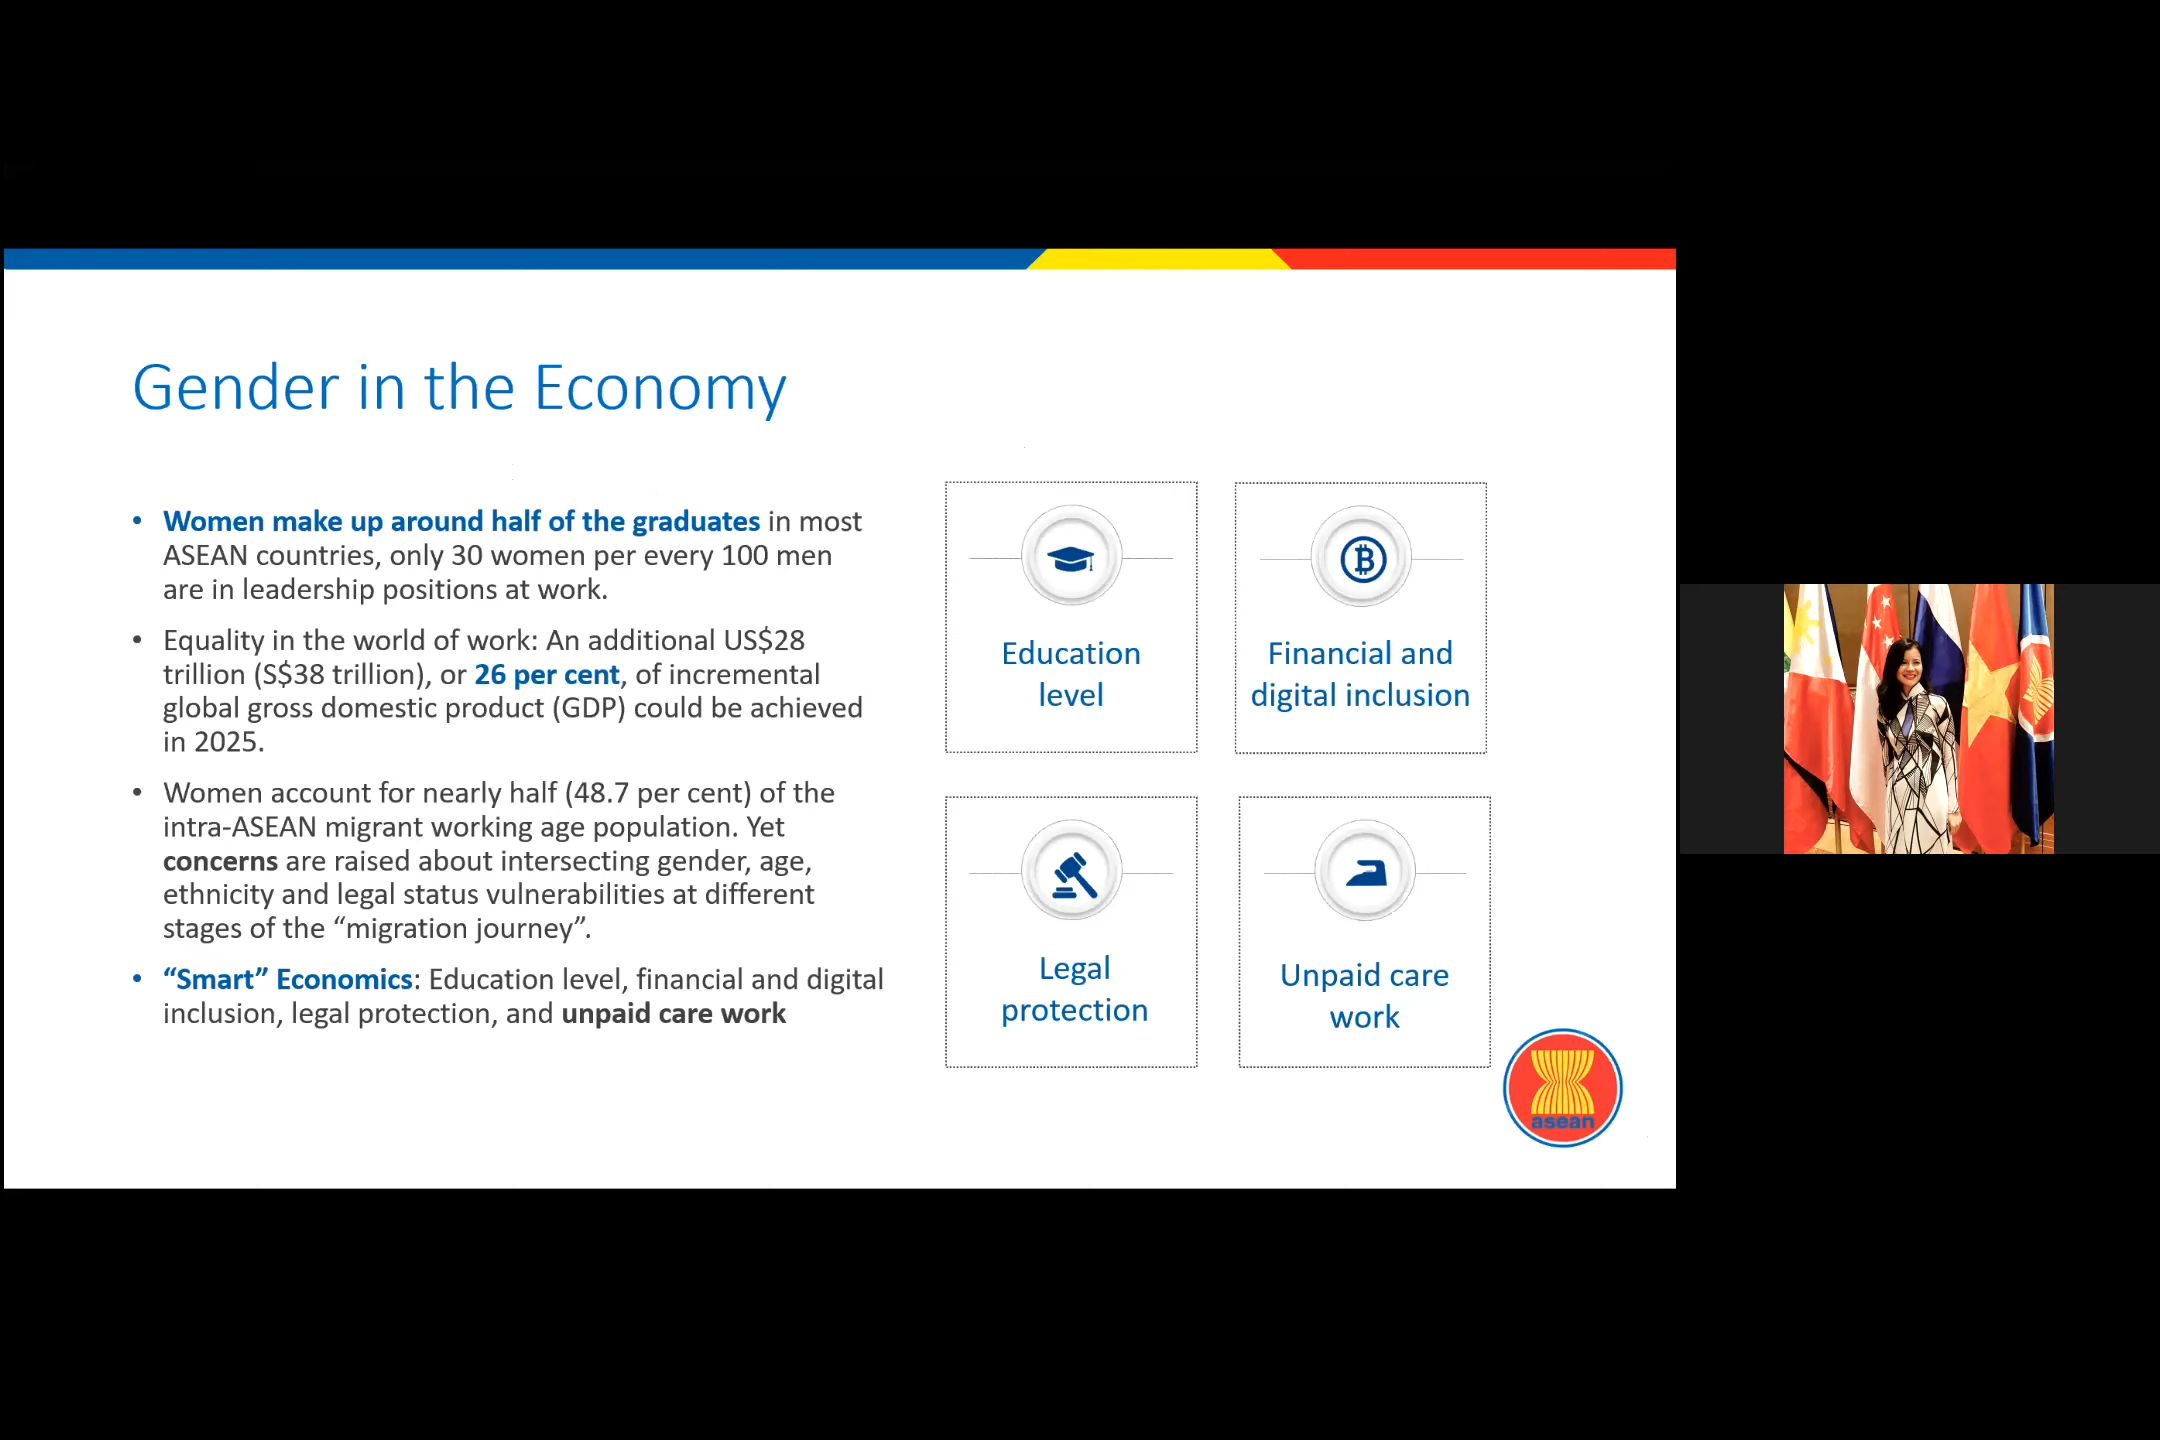 Gender in the Economy
• Women make up around half of the graduates in most
ASEAN countries, only 30 women per every 100 men
are in leadership positions at work.
• Equality in the world of work: An additional US$28
trillion (S$38 trillion), or 26 per cent, of incremental
global gross domestic product (GDP) could be achieved
in 2025.
• Women account for nearly half (48.7 per cent) of the
intra-ASEAN migrant working age population. Yet
concerns are raised about intersecting gender, age,
ethnicity and legal status vulnerabilities at different
stages of the “migration journey”.
• “Smart” Economics: Education level, financial and digital
inclusion, legal protection, and unpaid care work
Education
level
Financial and
digital inclusion
Legal
protection
Unpaid care
work
asean